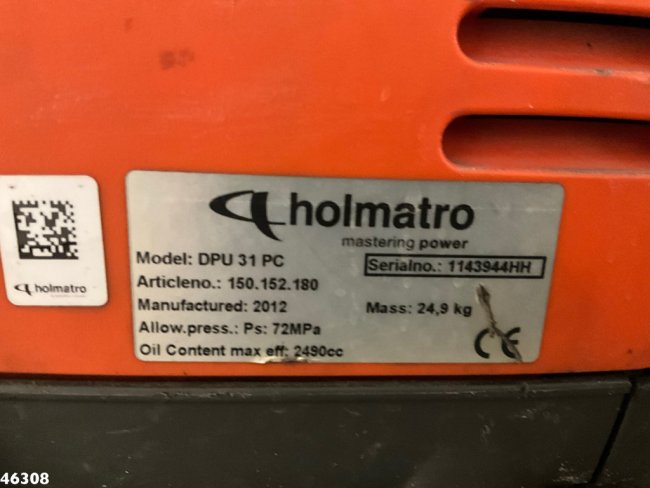 holmatro
mastering power
Model: DPU 31 PC
Serialno.: 1143944HH
Articleno.: 150.152.180
Manufactured: 2012
Mass: 24,9 kg
Allow.press.: Ps: 72MPa
Oil Content max eff: 2490cc
CE
holmatro
46308